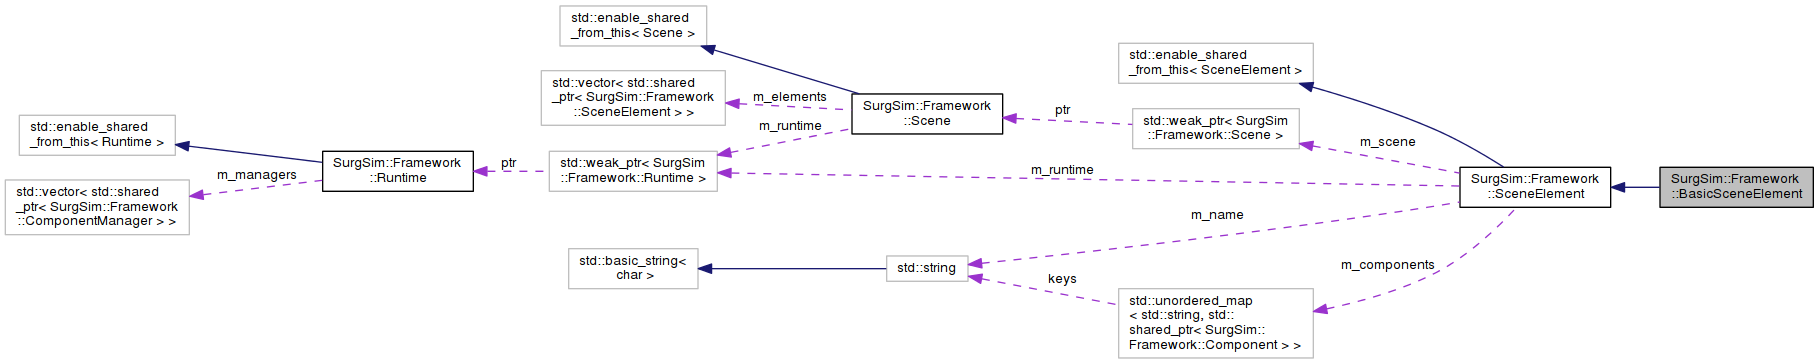 std::enable_shared
_from_this< Scene >
std::enable_shared
_from_this< SceneElement >
std::vector< std::shared
_ptr< SurgSim::Framework
::SceneElement > >
m_elements
SurgSim::Framework
::Scene
ptr
std::weak_ptr< SurgSim
::Framework::Scene >
std::enable_shared
_from_this< Runtime >
m_runtime
m_scene
SurgSim::Framework
::Runtime
ptr
std::weak_ptr< SurgSim
::Framework::Runtime >
m_runtime
SurgSim::Framework
::SceneElement
SurgSim::Framework
::BasicSceneElement
m_managers
std::vector< std::shared
_ptr< SurgSim::Framework
::ComponentManager > >
m_name
std::basic_string<
char >
std::string
keys
m_components
std::unordered_map
< std::string, std::
shared_ptr< SurgSim::
Framework::Component > >